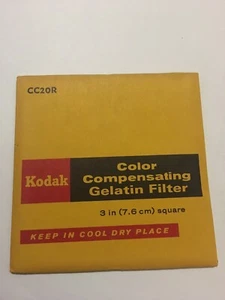 CC20R
Kodak
Color
Compensating
Gelatin Filter
3 in (7.6 cm) square
KEEP IN COOL DRY PLACE